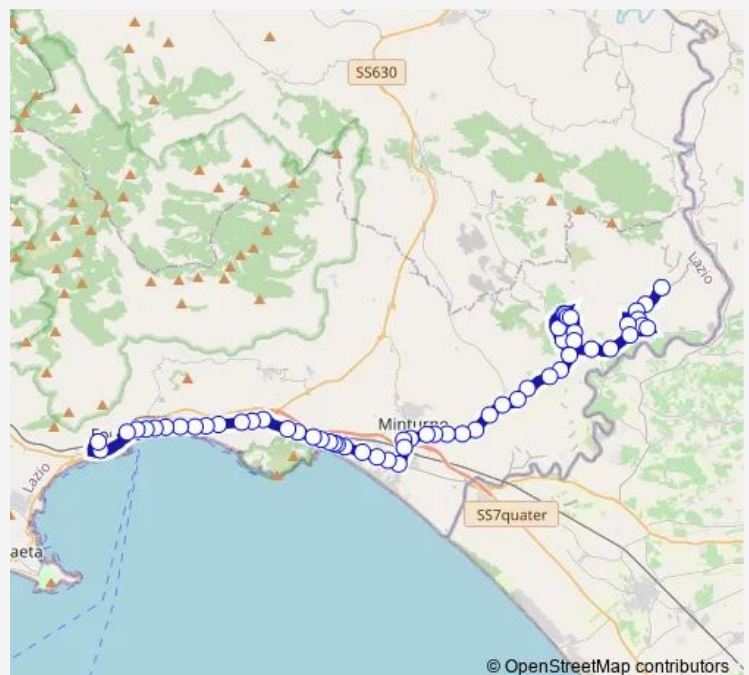 SS630
Lazio
Minturno
Lazio
SS7quater
aeta
© OpenStreetMap contributors